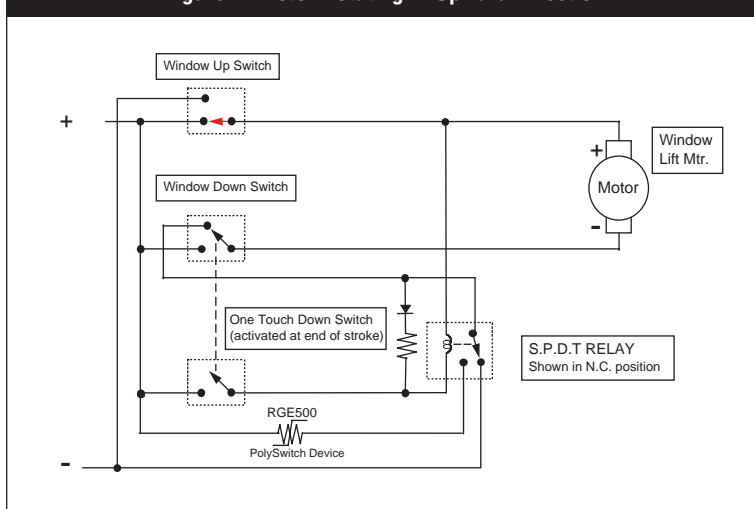 Window Up Switch
+
Window
Lift Mtr.
+
Motor
-
Window Down Switch
One Touch Down Switch
(activated at end of stroke)
S.P.D.T RELAY
Shown in N.C. position
RGE500
PolySwitch Device
-